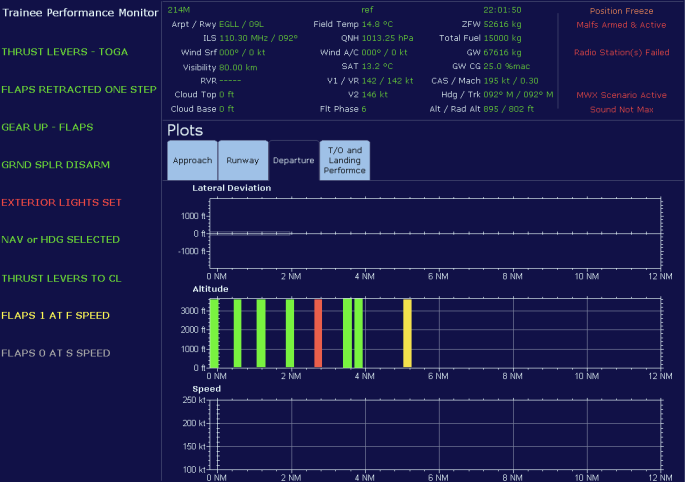 Trainee Performance Monitor
THRUST LEVERS - TOGA
FLAPS RETRACTED ONE STEP
GEAR UP - FLAPS
GRND SPLR DISARM
EXTERIOR LIGHTS SET
NAV or HDG SELECTED
THRUST LEVERS TO CL
FLAPS 1 AT F SPEED
FLAPS 0 AT S SPEED
214M ref 22:01:50 Position Freeze
Arpt / Rwy EGLL / 09L Field Temp 14.8 ºC ZFW 52616 kg Malfs Armed & Active
ILS 110.30 MHz / 092° QNH 1013.25 hPa Total Fuel 15000 kg
Wind Srf 000° / 0 kt Wind A/C 000° / 0 kt GW 67616 kg Radio Station(s) Failed
Visibility 80.00 km SAT 13.2 ºC GW CG 25.0 %mac
RVR ----- V1 / VR 142 / 142 kt CAS / Mach 195 kt / 0.30
Cloud Top 0 ft V2 146 kt Hdg / Trk 092° M / 092° M MWX Scenario Active
Cloud Base 0 ft Flt Phase 6 Alt / Rad Alt 895 / 802 ft Sound Not Max
Plots
Approach Runway Departure T/O and
Landing
Performce
Lateral Deviation
1000 ft
0 ft
-1000 ft
0 NM 2 NM 4 NM 6 NM 8 NM 10 NM 12 NM
Altitude
3000 ft
2000 ft
1000 ft
0 ft
0 NM 2 NM 4 NM 6 NM 8 NM 10 NM 12 NM
Speed
250 kt
200 kt
150 kt
100 kt
0 NM 2 NM 4 NM 6 NM 8 NM 10 NM 12 NM